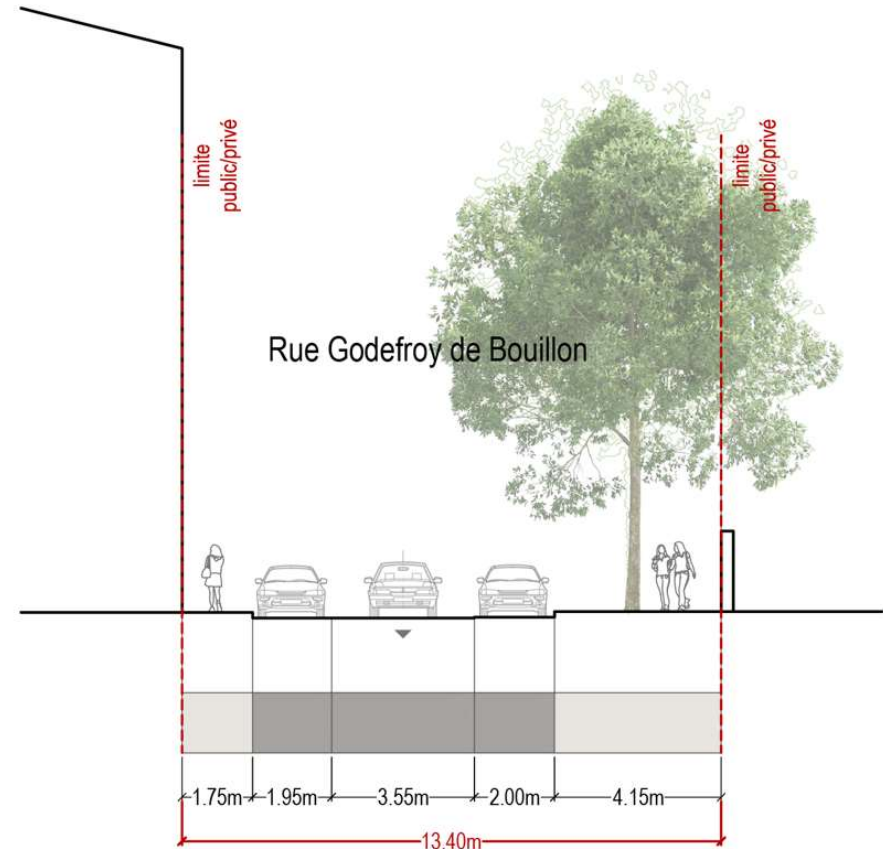 limite
public/privé
limite
public/privé
Rue Godefroy de Bouillon
1.75m
1.95m
3.55m
2.00m
4.15m
13.40m